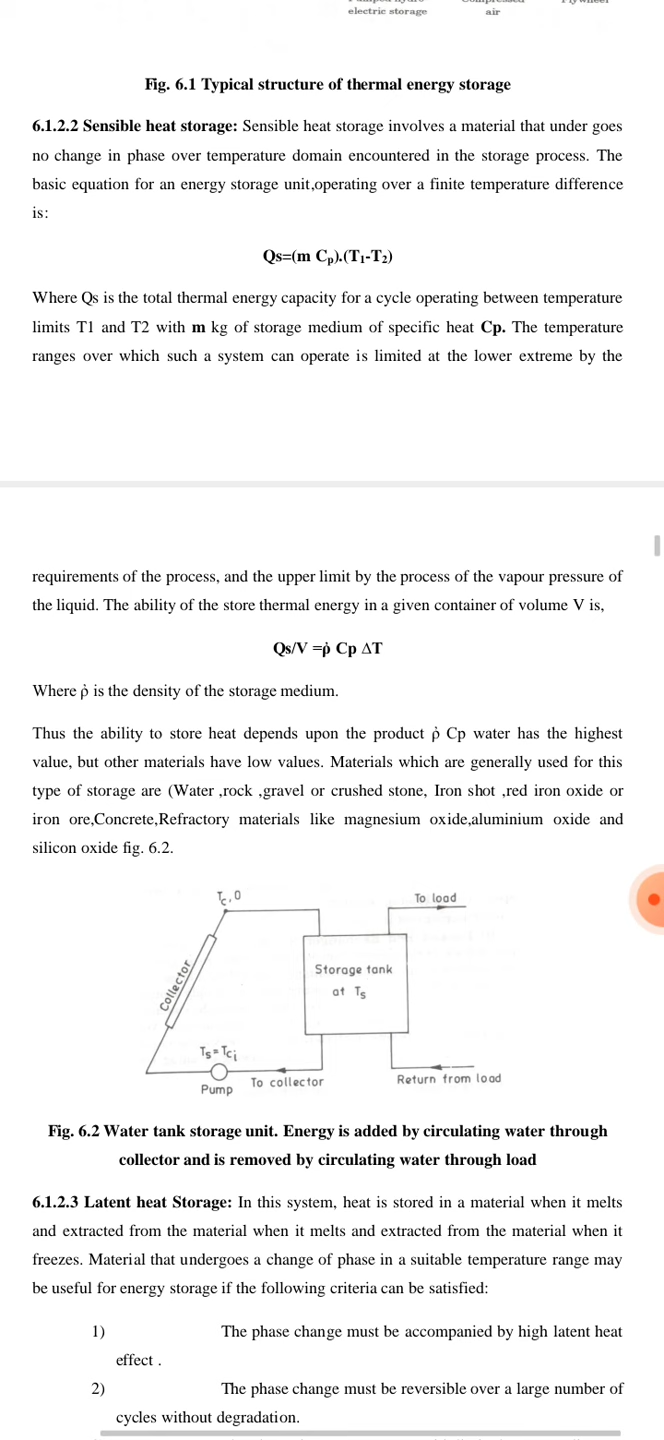 electric storage
air
Fig. 6.1 Typical structure of thermal energy storage
6.1.2.2 Sensible heat storage: Sensible heat storage involves a material that under goes
no change in phase over temperature domain encountered in the storage process. The
basic equation for an energy storage unit,operating over a finite temperature difference
is:
Qs=(m Cp).(T1-T2)
Where Qs is the total thermal energy capacity for a cycle operating between temperature
limits T1 and T2 with m kg of storage medium of specific heat Cp. The temperature
ranges over which such a system can operate is limited at the lower extreme by the
requirements of the process, and the upper limit by the process of the vapour pressure of
the liquid. The ability of the store thermal energy in a given container of volume V is,
Qs/V =ṗ Cp ΔT
Where ṗ is the density of the storage medium.
Thus the ability to store heat depends upon the product ṗ Cp water has the highest
value, but other materials have low values. Materials which are generally used for this
type of storage are (Water ,rock ,gravel or crushed stone, Iron shot ,red iron oxide or
iron ore,Concrete,Refractory materials like magnesium oxide,aluminium oxide and
silicon oxide fig. 6.2.
Tc,0
To load
Collector
Storage tank
at Ts
Ts=Tci
Pump
To collector
Return from load
Fig. 6.2 Water tank storage unit. Energy is added by circulating water through
collector and is removed by circulating water through load
6.1.2.3 Latent heat Storage: In this system, heat is stored in a material when it melts
and extracted from the material when it melts and extracted from the material when it
freezes. Material that undergoes a change of phase in a suitable temperature range may
be useful for energy storage if the following criteria can be satisfied:
1) The phase change must be accompanied by high latent heat
effect .
2) The phase change must be reversible over a large number of
cycles without degradation.